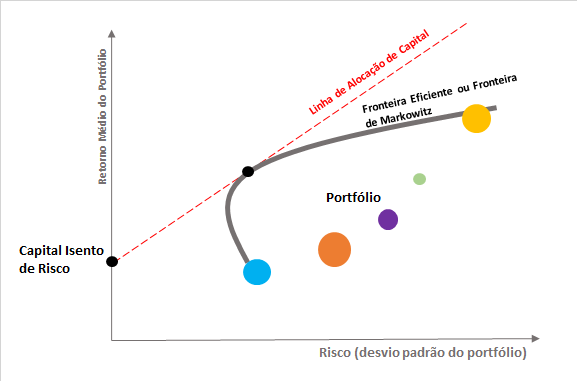 Retorno Médio do Portfólio
Linha de Alocação de Capital
Fronteira Eficiente ou Fronteira
de Markowitz
Portfólio
Capital Isento
de Risco
Risco (desvio padrão do portfólio)